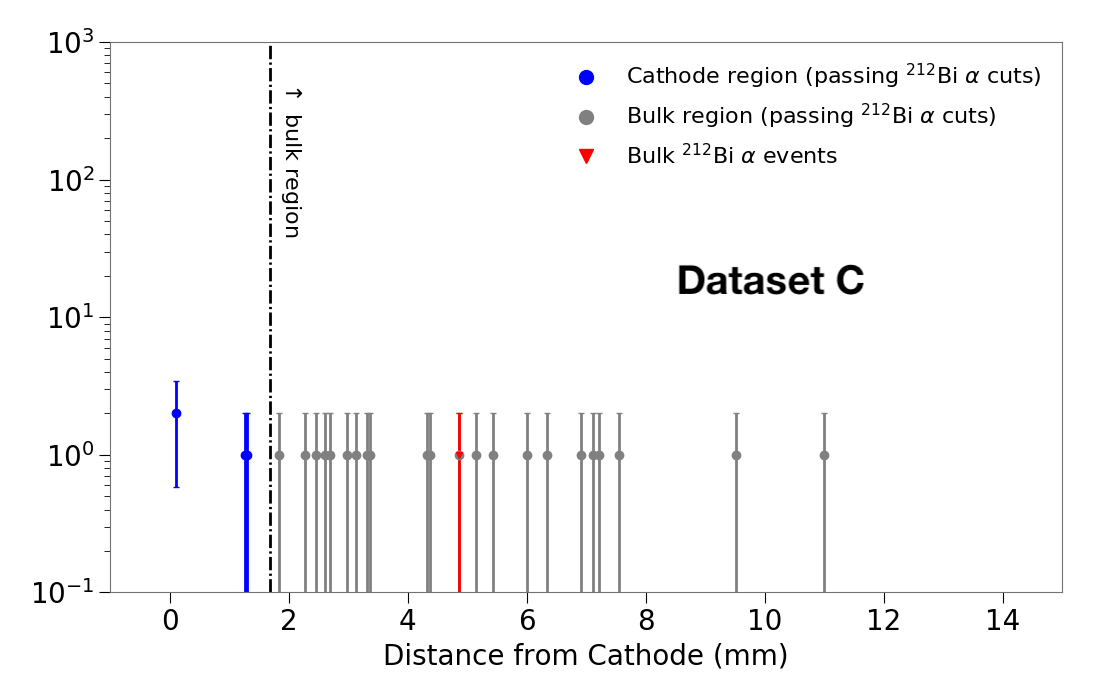 10³
10²
10¹
10⁰
10⁻¹
↑ bulk region
Cathode region (passing ²¹²Bi α cuts)
Bulk region (passing ²¹²Bi α cuts)
Bulk ²¹²Bi α events
Dataset C
0 2 4 6 8 10 12 14
Distance from Cathode (mm)